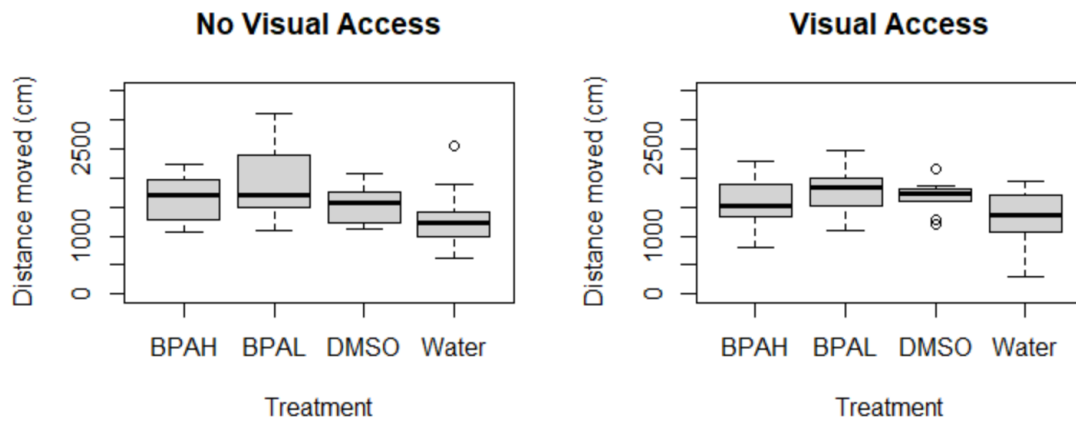 No Visual Access
Distance moved (cm)
0 1000 2500
BPAH BPAL DMSO Water
Treatment
Visual Access
Distance moved (cm)
0 1000 2500
BPAH BPAL DMSO Water
Treatment